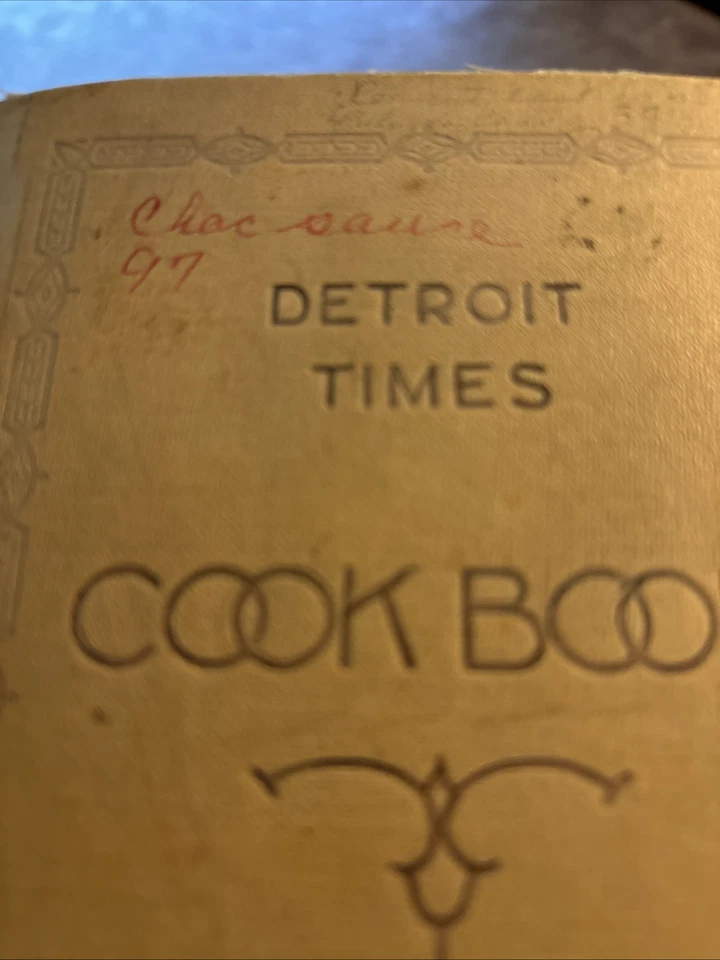 Choc sauce
97
DETROIT
TIMES
COOK BOO